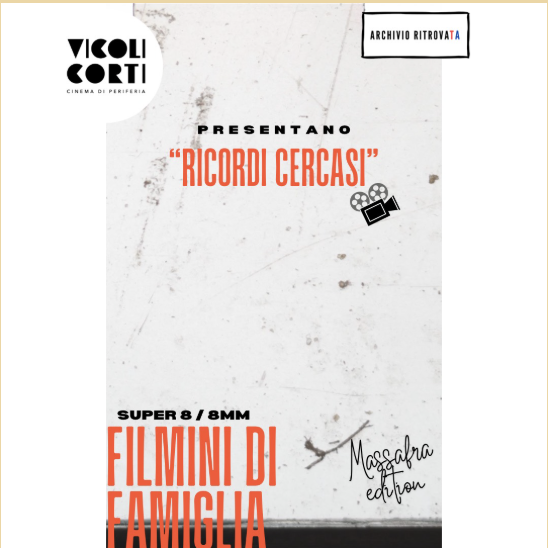 VICOLI
CORTI
CINEMA DI PERIFERIA
ARCHIVIO RITROVATA
PRESENTANO
“RICORDI CERCASI”
SUPER 8 / 8MM
FILMINI DI
FAMIGLIA
Massafra
edition